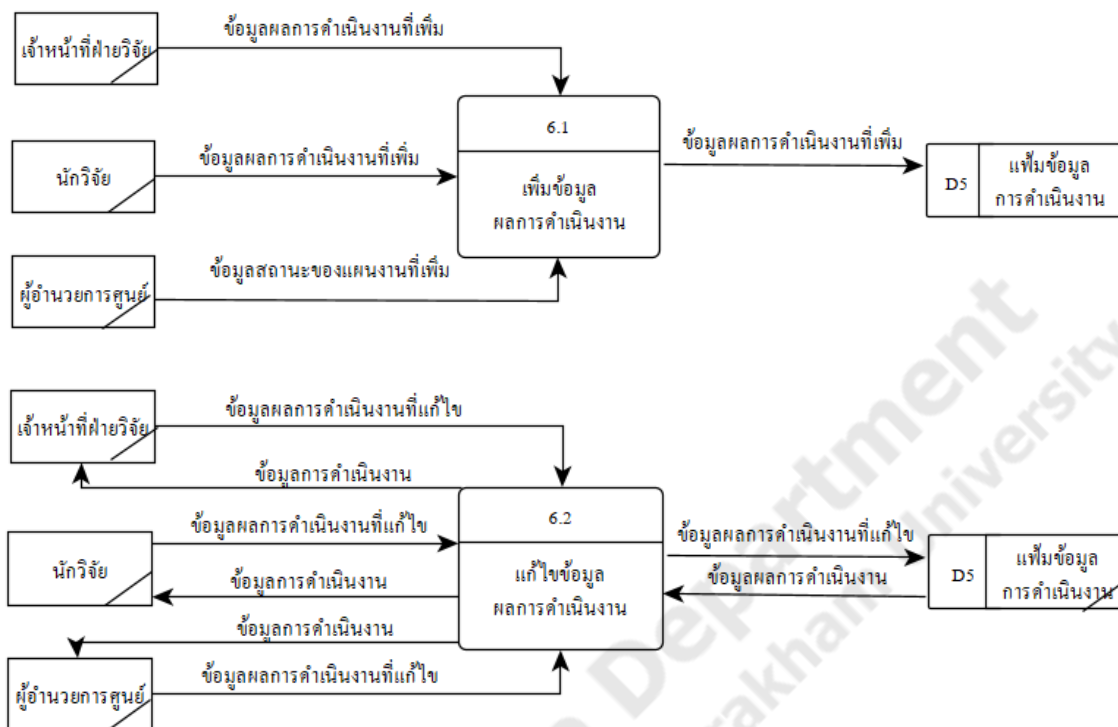 ข้อมูลผลการดำเนินงานที่เพิ่ม
เจ้าหน้าที่ฝ่ายวิจัย
6.1
ข้อมูลผลการดำเนินงานที่เพิ่ม
ข้อมูลผลการดำเนินงานที่เพิ่ม
นักวิจัย
เพิ่มข้อมูล
ผลการดำเนินงาน
D5
แฟ้มข้อมูล
การดำเนินงาน
ข้อมูลสถานะของแผนงานที่เพิ่ม
ผู้อำนวยการศูนย์
ข้อมูลผลการดำเนินงานที่แก้ไข
เจ้าหน้าที่ฝ่ายวิจัย
ข้อมูลการดำเนินงาน
6.2
ข้อมูลผลการดำเนินงานที่แก้ไข
ข้อมูลผลการดำเนินงานที่แก้ไข
นักวิจัย
ข้อมูลการดำเนินงาน
แก้ไขข้อมูล
ผลการดำเนินงาน
ข้อมูลผลการดำเนินงาน
D5
แฟ้มข้อมูล
การดำเนินงาน
ข้อมูลการดำเนินงาน
ผู้อำนวยการศูนย์
ข้อมูลผลการดำเนินงานที่แก้ไข
Department
University